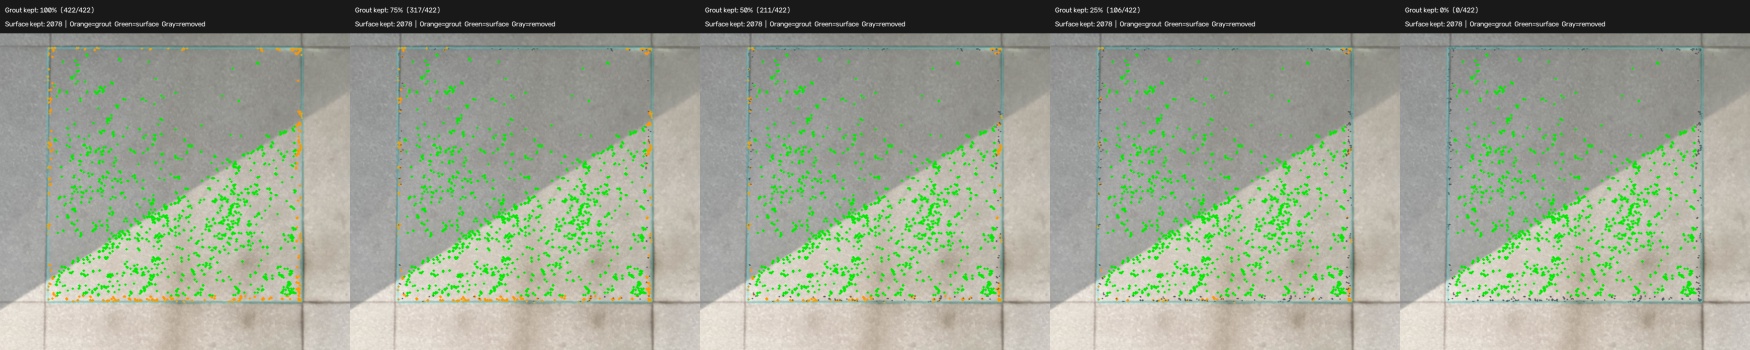 Grout kept: 100% (422/422)
Surface kept: 2078 | Orange=grout Green=surface Gray=removed
Grout kept: 75% (317/422)
Surface kept: 2078 | Orange=grout Green=surface Gray=removed
Grout kept: 50% (211/422)
Surface kept: 2078 | Orange=grout Green=surface Gray=removed
Grout kept: 25% (106/422)
Surface kept: 2078 | Orange=grout Green=surface Gray=removed
Grout kept: 0% (0/422)
Surface kept: 2078 | Orange=grout Green=surface Gray=removed